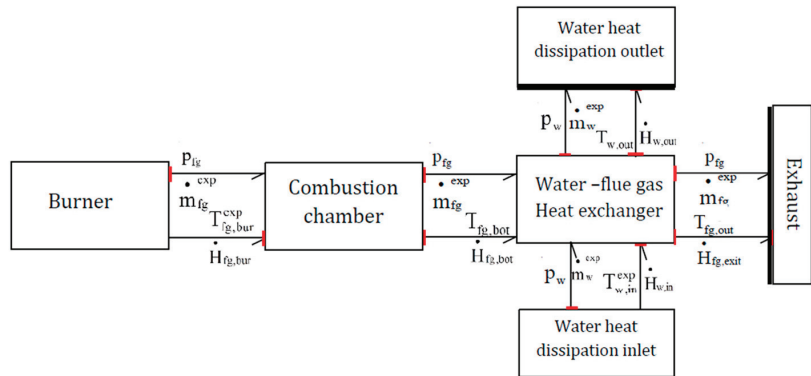 Water heat
dissipation outlet
p_w
ṁ_w^exp
T_w,out
Ḣ_w,out
p_fg
ṁ_fg^exp
T_fg,bur^exp
Ḣ_fg,bur
p_fg
ṁ_fg^exp
T_fg,bot
Ḣ_fg,bot
p_fg
ṁ_fg^exp
T_fg,out
Ḣ_fg,exit
Burner
Combustion
chamber
Water –flue gas
Heat exchanger
Exhaust
p_w
ṁ_w^exp
T_w,in^exp
Ḣ_w,in
Water heat
dissipation inlet